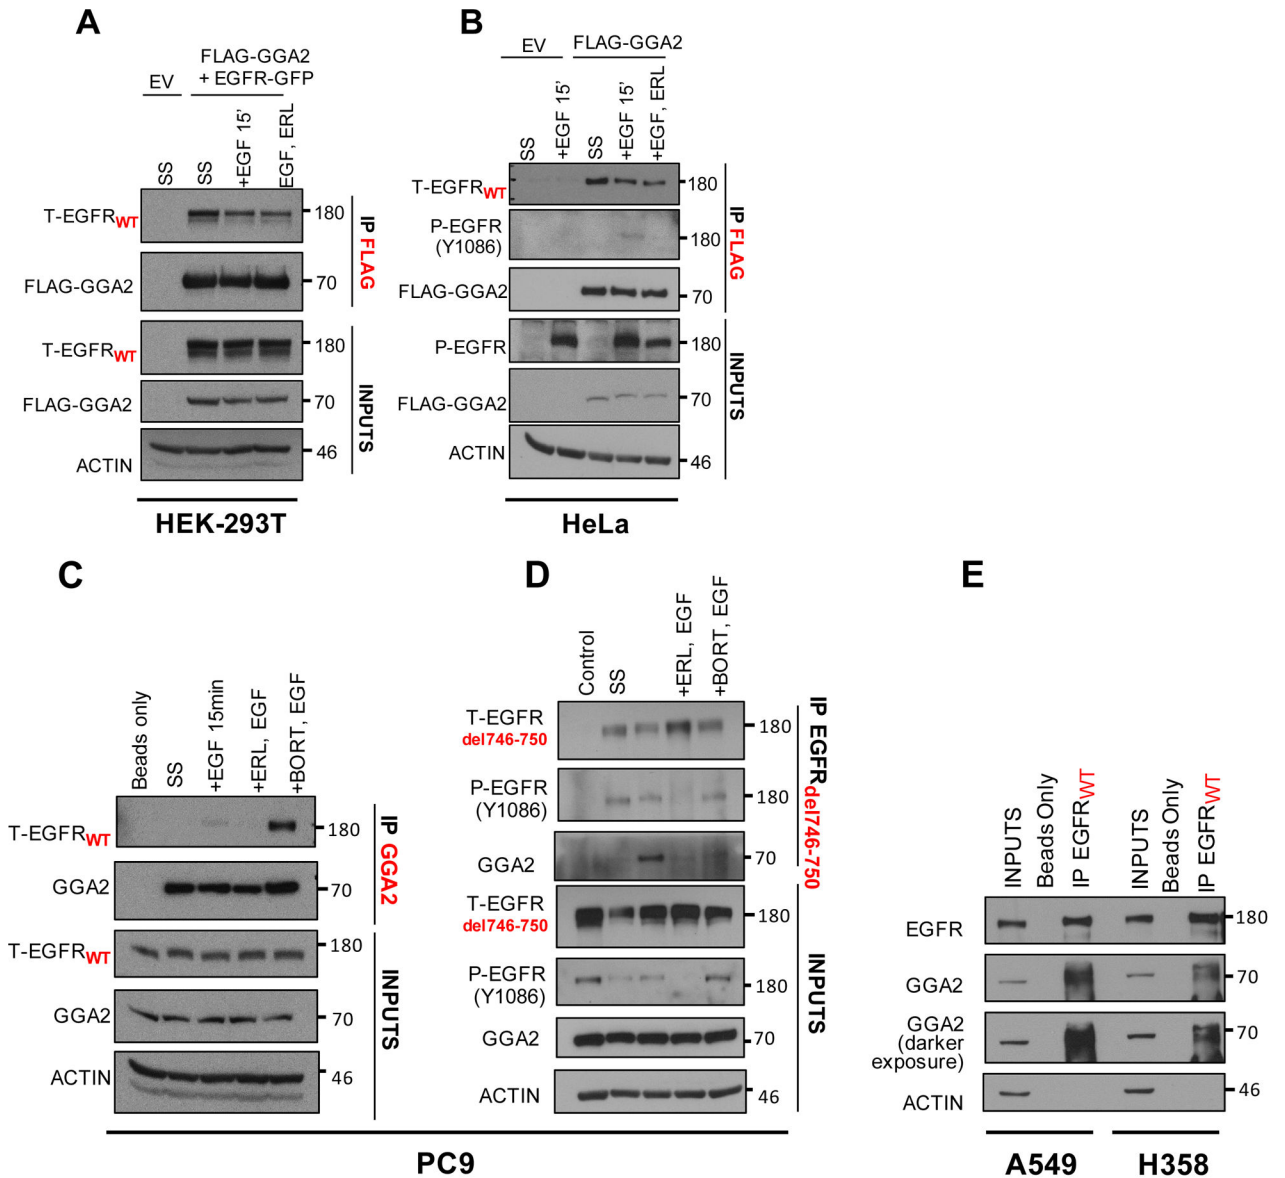 A
FLAG-GGA2
+ EGFR-GFP
EV
SS
SS
+EGF 15'
EGF, ERL
T-EGFRWT
180
FLAG-GGA2
70
IP FLAG
T-EGFRWT
180
FLAG-GGA2
70
ACTIN
46
INPUTS
HEK-293T
B
EV
FLAG-GGA2
SS
+EGF 15'
SS
+EGF 15'
+EGF, ERL
T-EGFRWT
180
P-EGFR
(Y1086)
180
FLAG-GGA2
70
IP FLAG
P-EGFR
180
FLAG-GGA2
70
ACTIN
46
INPUTS
HeLa
C
Beads only
SS
+EGF 15min
+ERL, EGF
+BORT, EGF
T-EGFRWT
180
GGA2
70
IP GGA2
T-EGFRWT
180
GGA2
70
ACTIN
46
INPUTS
D
Control
SS
+ERL, EGF
+BORT, EGF
T-EGFR
del746-750
180
P-EGFR
(Y1086)
180
GGA2
70
IP EGFRdel746-750
T-EGFR
del746-750
180
P-EGFR
(Y1086)
180
GGA2
70
ACTIN
46
INPUTS
PC9
E
INPUTS
Beads Only
IP EGFRWT
INPUTS
Beads Only
IP EGFRWT
EGFR
180
GGA2
70
GGA2
(darker
exposure)
70
ACTIN
46
A549
H358